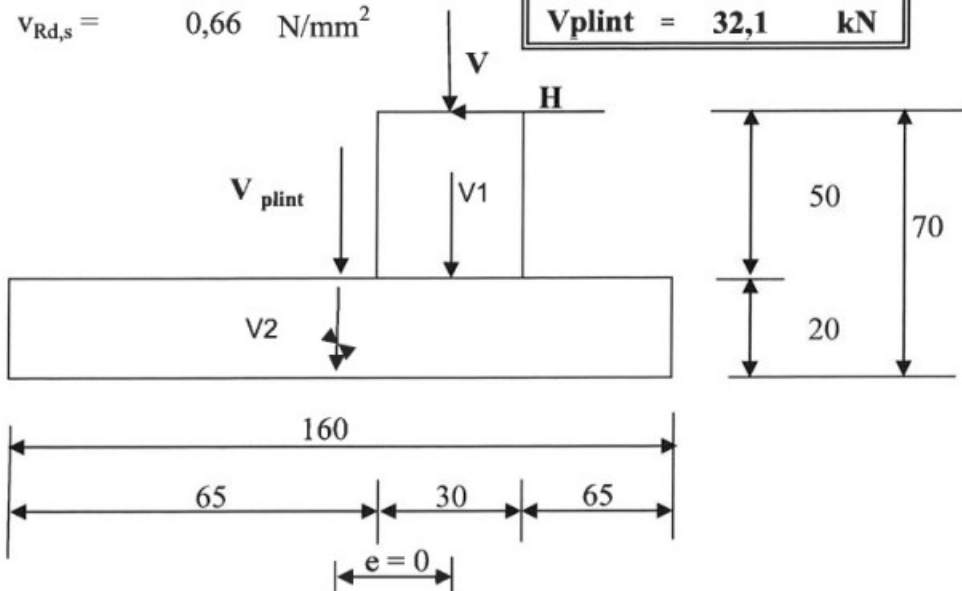 vRd,s = 0,66 N/mm²
Vplint = 32,1 kN
V
H
V plint
V1
50
70
V2
20
160
65 30 65
e = 0